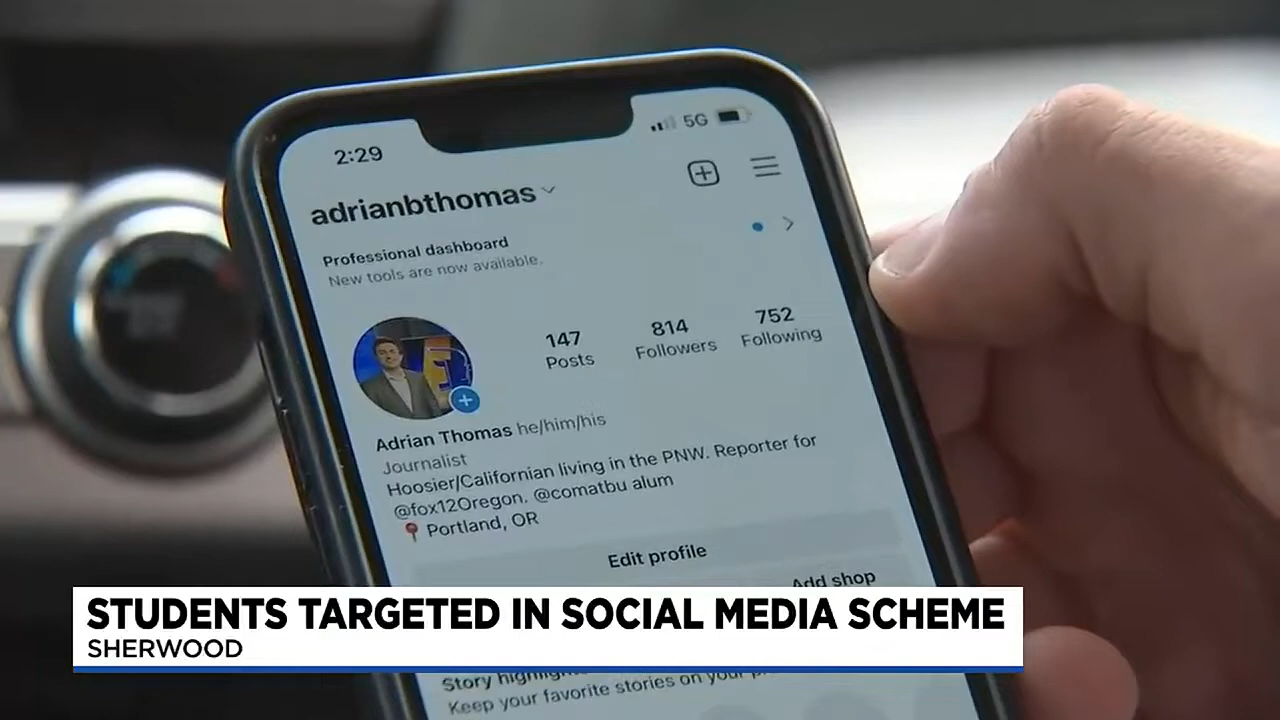 2:29
5G
adrianbthomas
Professional dashboard
New tools are now available.
147
Posts
814
Followers
752
Following
Adrian Thomas he/him/his
Journalist
Hoosier/Californian living in the PNW. Reporter for
@fox12Oregon. @comatbu alum
📍 Portland, OR
Edit profile
Add shop
STUDENTS TARGETED IN SOCIAL MEDIA SCHEME
SHERWOOD
Story
Keep your favorite stories on your